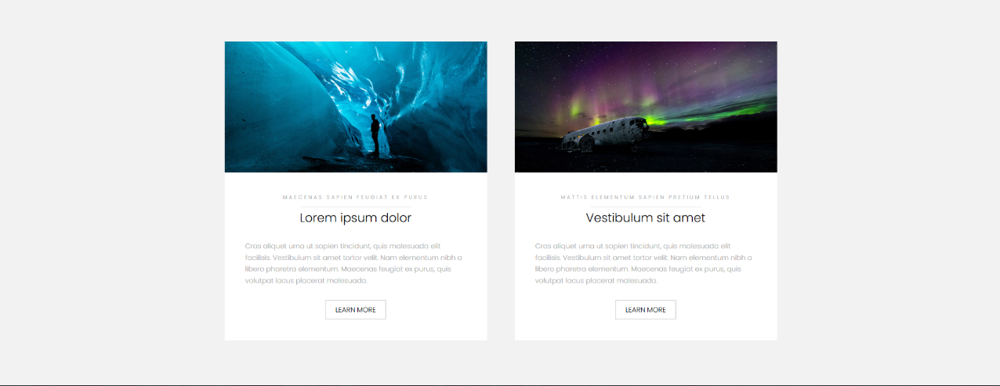 MAECENAS SAPIEN FEUGIAT EX PURUS
Lorem ipsum dolor
Cras aliquet urna ut sapien tincidunt, quis malesuada elit
facilisis. Vestibulum sit amet tortor velit. Nam elementum nibh a
libero pharetra elementum. Maecenas feugiat ex purus, quis
volutpat lacus placerat malesuada.
LEARN MORE
MATTIS ELEMENTUM SAPIEN PRETIUM TELLUS
Vestibulum sit amet
Cras aliquet urna ut sapien tincidunt, quis malesuada elit
facilisis. Vestibulum sit amet tortor velit. Nam elementum nibh a
libero pharetra elementum. Maecenas feugiat ex purus, quis
volutpat lacus placerat malesuada.
LEARN MORE